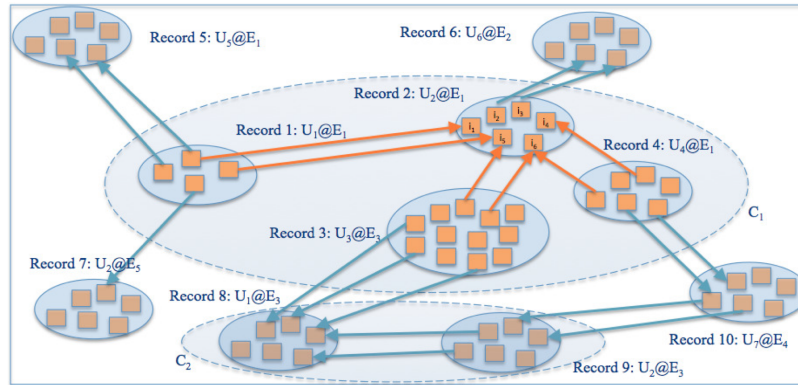 Record 5: U₅@E₁
Record 6: U₆@E₂
Record 2: U₂@E₁
Record 1: U₁@E₁
i₁
i₂
i₃
i₄
i₅
i₆
Record 4: U₄@E₁
C₁
Record 3: U₃@E₃
Record 7: U₂@E₅
Record 8: U₁@E₃
Record 10: U₇@E₄
C₂
Record 9: U₂@E₃